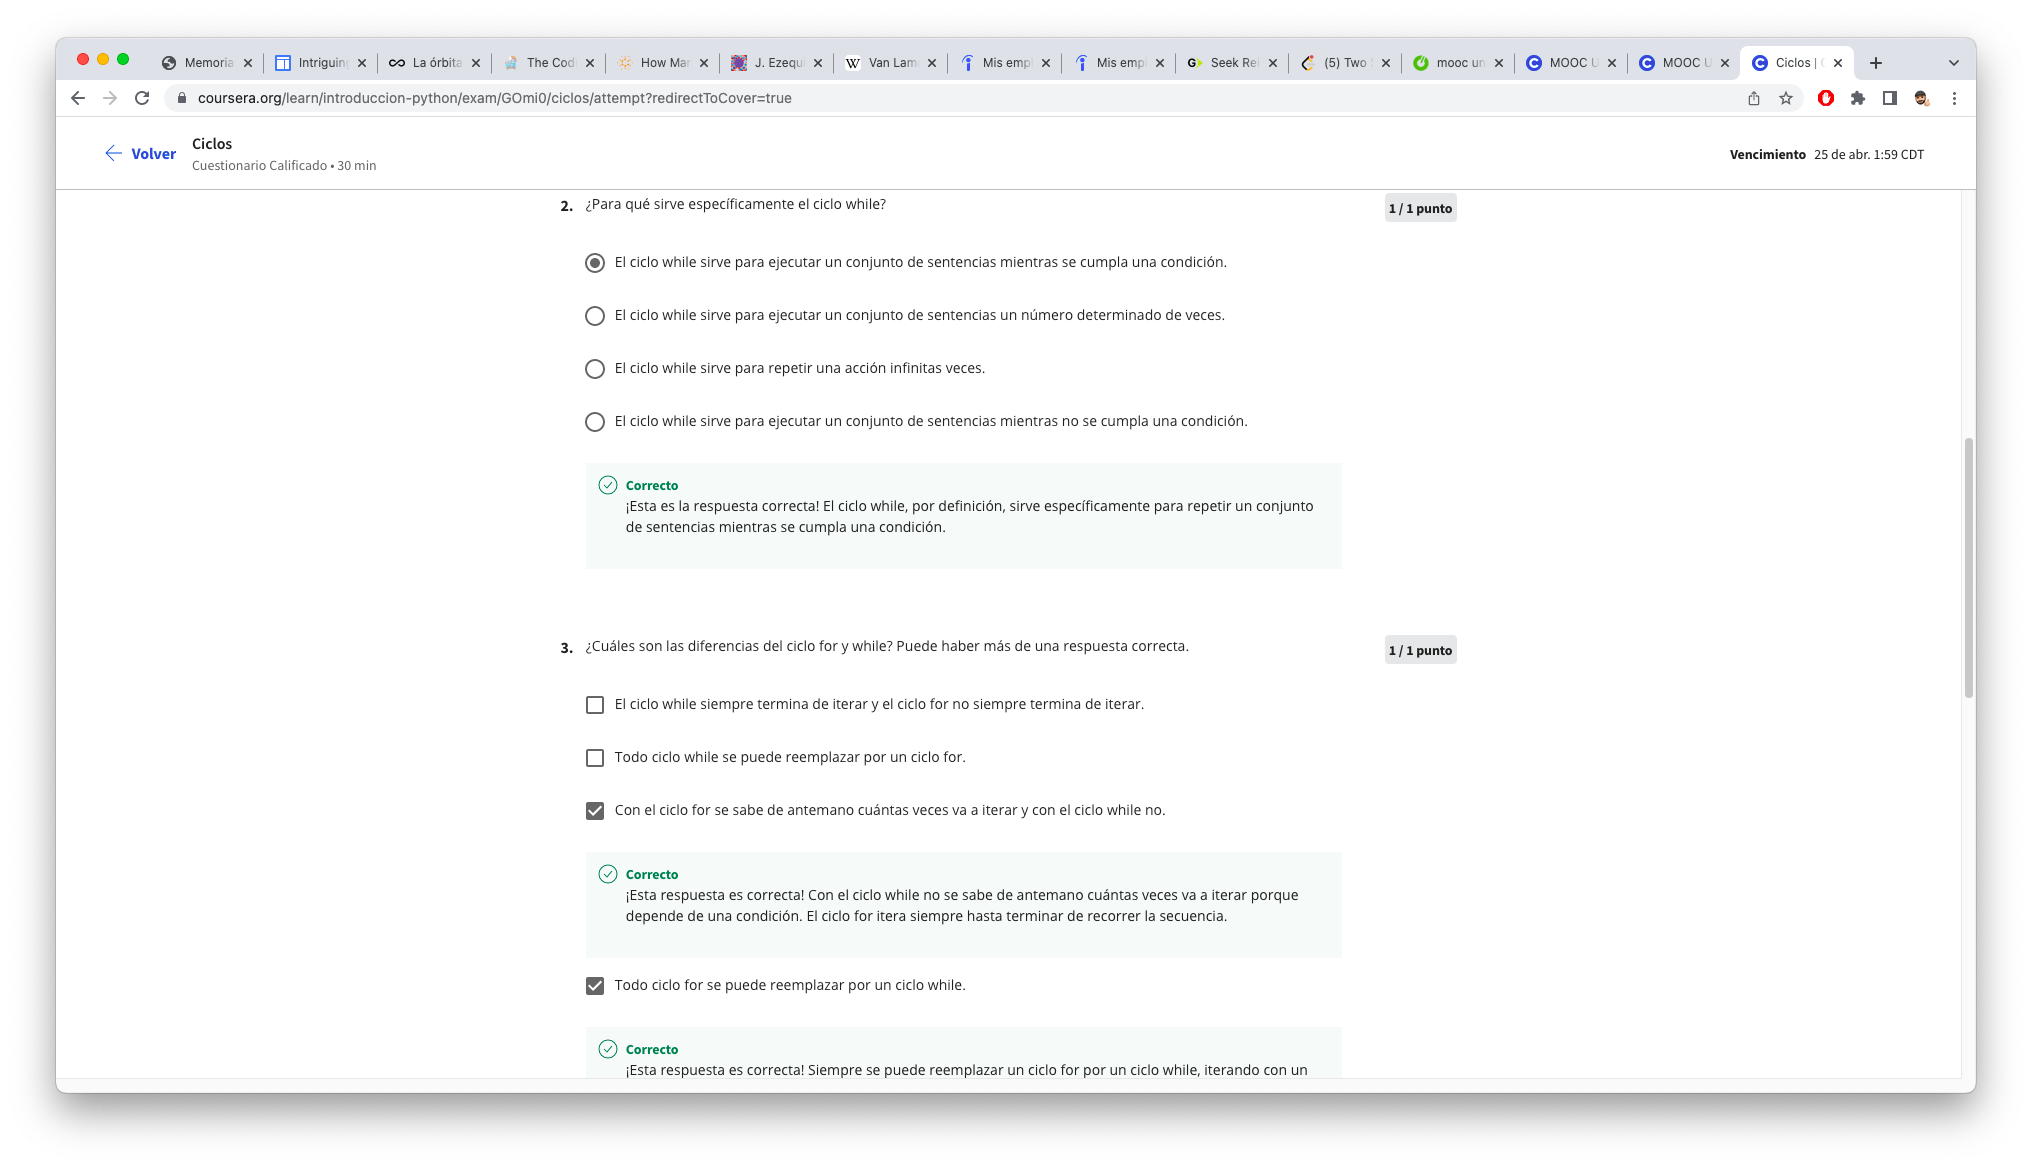 Memoria
Intriguin
La órbita
The Cod
How Mar
J. Ezequ
W Van Lam
Mis emp
Mis emp
G Seek Re
(5) Two
mooc un
MOOC U
MOOC U
Ciclos |
coursera.org/learn/introduccion-python/exam/GOmi0/ciclos/attempt?redirectToCover=true
Volver
Ciclos
Cuestionario Calificado • 30 min
Vencimiento 25 de abr. 1:59 CDT
2. ¿Para qué sirve específicamente el ciclo while?
1 / 1 punto
El ciclo while sirve para ejecutar un conjunto de sentencias mientras se cumpla una condición.
El ciclo while sirve para ejecutar un conjunto de sentencias un número determinado de veces.
El ciclo while sirve para repetir una acción infinitas veces.
El ciclo while sirve para ejecutar un conjunto de sentencias mientras no se cumpla una condición.
Correcto
¡Esta es la respuesta correcta! El ciclo while, por definición, sirve específicamente para repetir un conjunto
de sentencias mientras se cumpla una condición.
3. ¿Cuáles son las diferencias del ciclo for y while? Puede haber más de una respuesta correcta.
1 / 1 punto
El ciclo while siempre termina de iterar y el ciclo for no siempre termina de iterar.
Todo ciclo while se puede reemplazar por un ciclo for.
Con el ciclo for se sabe de antemano cuántas veces va a iterar y con el ciclo while no.
Correcto
¡Esta respuesta es correcta! Con el ciclo while no se sabe de antemano cuántas veces va a iterar porque
depende de una condición. El ciclo for itera siempre hasta terminar de recorrer la secuencia.
Todo ciclo for se puede reemplazar por un ciclo while.
Correcto
¡Esta respuesta es correcta! Siempre se puede reemplazar un ciclo for por un ciclo while, iterando con un